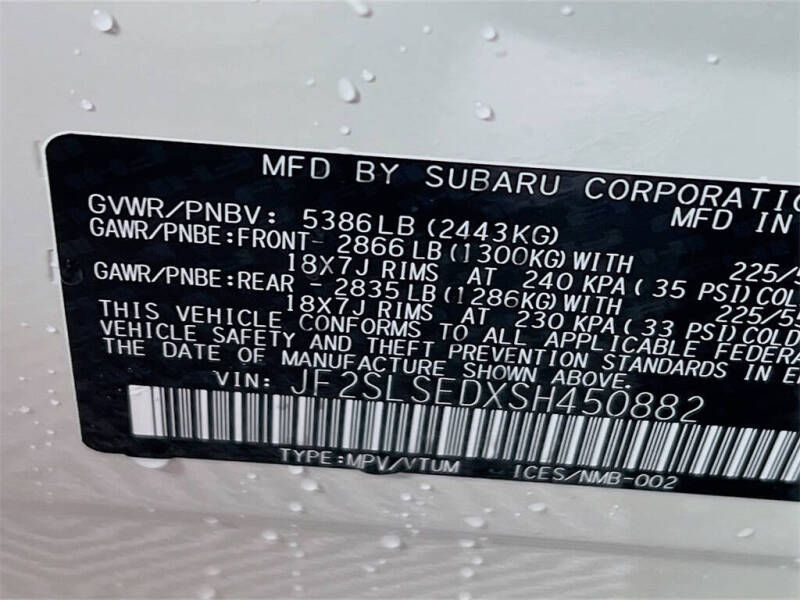 MFD BY SUBARU CORPORATIO
MFD IN
GVWR/PNBV: 5386LB(2443KG)
GAWR/PNBE:FRONT- 2866LB(1300KG)WITH 225/5
18X7J RIMS AT 240 KPA( 35 PSI)COL
GAWR/PNBE:REAR - 2835LB(1286KG)WITH 225/55
18X7J RIMS AT 230 KPA( 33 PSI)COLD
THIS VEHICLE CONFORMS TO ALL APPLICABLE FEDERA
VEHICLE SAFETY AND THEFT PREVENTION STANDARDS IN E
THE DATE OF MANUFACTURE SHOWN ABOVE.
VIN: JF2SLSEDXSH450882
TYPE:MPV/VTUM ICES/NMB-002